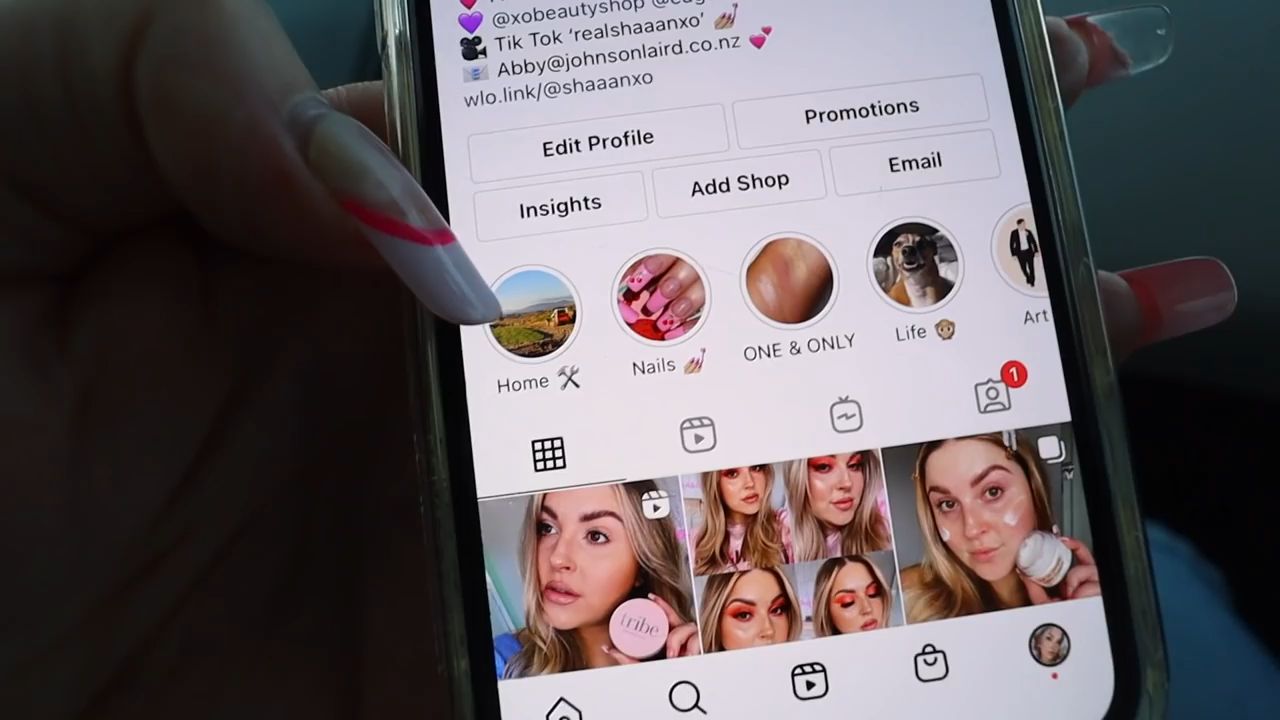 @xobeautyshop
Tik Tok ‘realshaaanxo’
Abby@johnsonlaird.co.nz
wlo.link/@shaaanxo
Edit Profile
Promotions
Insights
Add Shop
Email
Home
Nails
ONE & ONLY
Life
Art
1
tribe